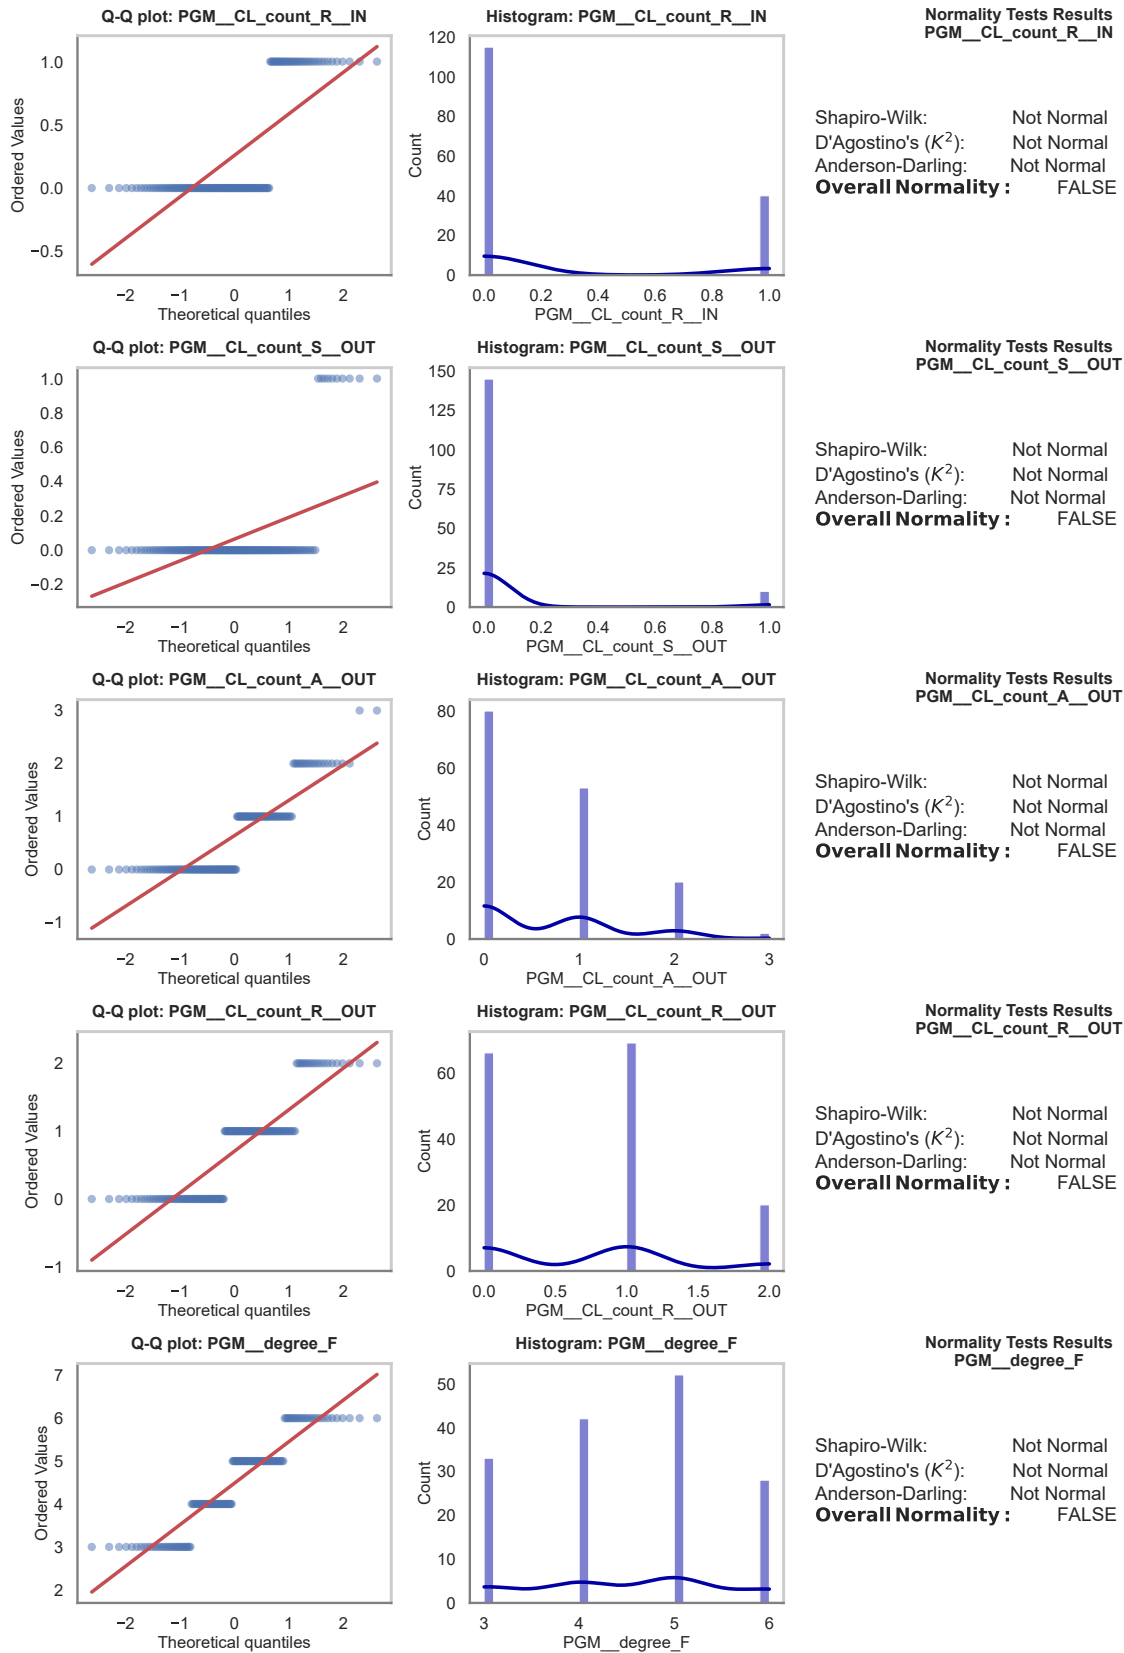 Q-Q plot: PGM__CL_count_R__IN
Ordered Values
1.0
0.5
0.0
−0.5
−2 −1 0 1 2
Theoretical quantiles
Histogram: PGM__CL_count_R__IN
Count
120
100
80
60
40
20
0
0.0 0.2 0.4 0.6 0.8 1.0
PGM__CL_count_R__IN
Normality Tests Results
PGM__CL_count_R__IN
Shapiro-Wilk: Not Normal
D'Agostino's (K²): Not Normal
Anderson-Darling: Not Normal
Overall Normality: FALSE
Q-Q plot: PGM__CL_count_S__OUT
Ordered Values
1.0
0.8
0.6
0.4
0.2
0.0
−0.2
−2 −1 0 1 2
Theoretical quantiles
Histogram: PGM__CL_count_S__OUT
Count
150
125
100
75
50
25
0
0.0 0.2 0.4 0.6 0.8 1.0
PGM__CL_count_S__OUT
Normality Tests Results
PGM__CL_count_S__OUT
Shapiro-Wilk: Not Normal
D'Agostino's (K²): Not Normal
Anderson-Darling: Not Normal
Overall Normality: FALSE
Q-Q plot: PGM__CL_count_A__OUT
Ordered Values
3
2
1
0
−1
−2 −1 0 1 2
Theoretical quantiles
Histogram: PGM__CL_count_A__OUT
Count
80
60
40
20
0
0 1 2 3
PGM__CL_count_A__OUT
Normality Tests Results
PGM__CL_count_A__OUT
Shapiro-Wilk: Not Normal
D'Agostino's (K²): Not Normal
Anderson-Darling: Not Normal
Overall Normality: FALSE
Q-Q plot: PGM__CL_count_R__OUT
Ordered Values
2
1
0
−1
−2 −1 0 1 2
Theoretical quantiles
Histogram: PGM__CL_count_R__OUT
Count
60
40
20
0
0.0 0.5 1.0 1.5 2.0
PGM__CL_count_R__OUT
Normality Tests Results
PGM__CL_count_R__OUT
Shapiro-Wilk: Not Normal
D'Agostino's (K²): Not Normal
Anderson-Darling: Not Normal
Overall Normality: FALSE
Q-Q plot: PGM__degree_F
Ordered Values
7
6
5
4
3
2
−2 −1 0 1 2
Theoretical quantiles
Histogram: PGM__degree_F
Count
50
40
30
20
10
0
3 4 5 6
PGM__degree_F
Normality Tests Results
PGM__degree_F
Shapiro-Wilk: Not Normal
D'Agostino's (K²): Not Normal
Anderson-Darling: Not Normal
Overall Normality: FALSE